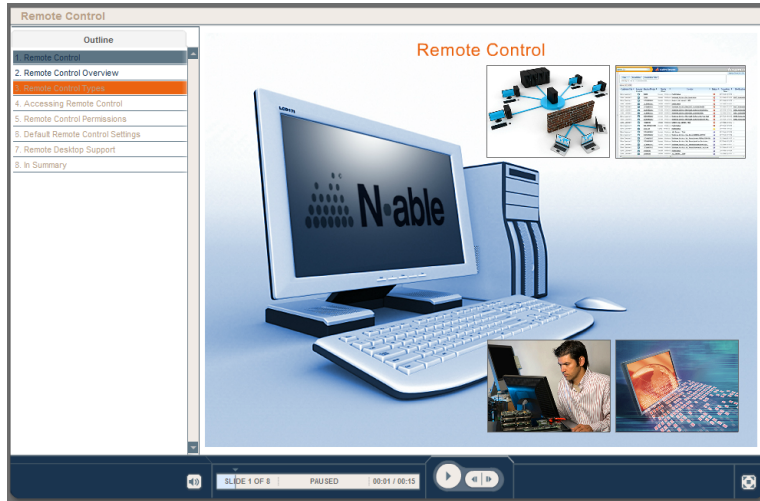 Remote Control
Outline
1. Remote Control
2. Remote Control Overview
3. Remote Control Types
4. Accessing Remote Control
5. Remote Control Permissions
6. Default Remote Control Settings
7. Remote Desktop Support
8. In Summary
Remote Control
N-able
SLIDE 1 OF 8
PAUSED
00:01 / 00:15